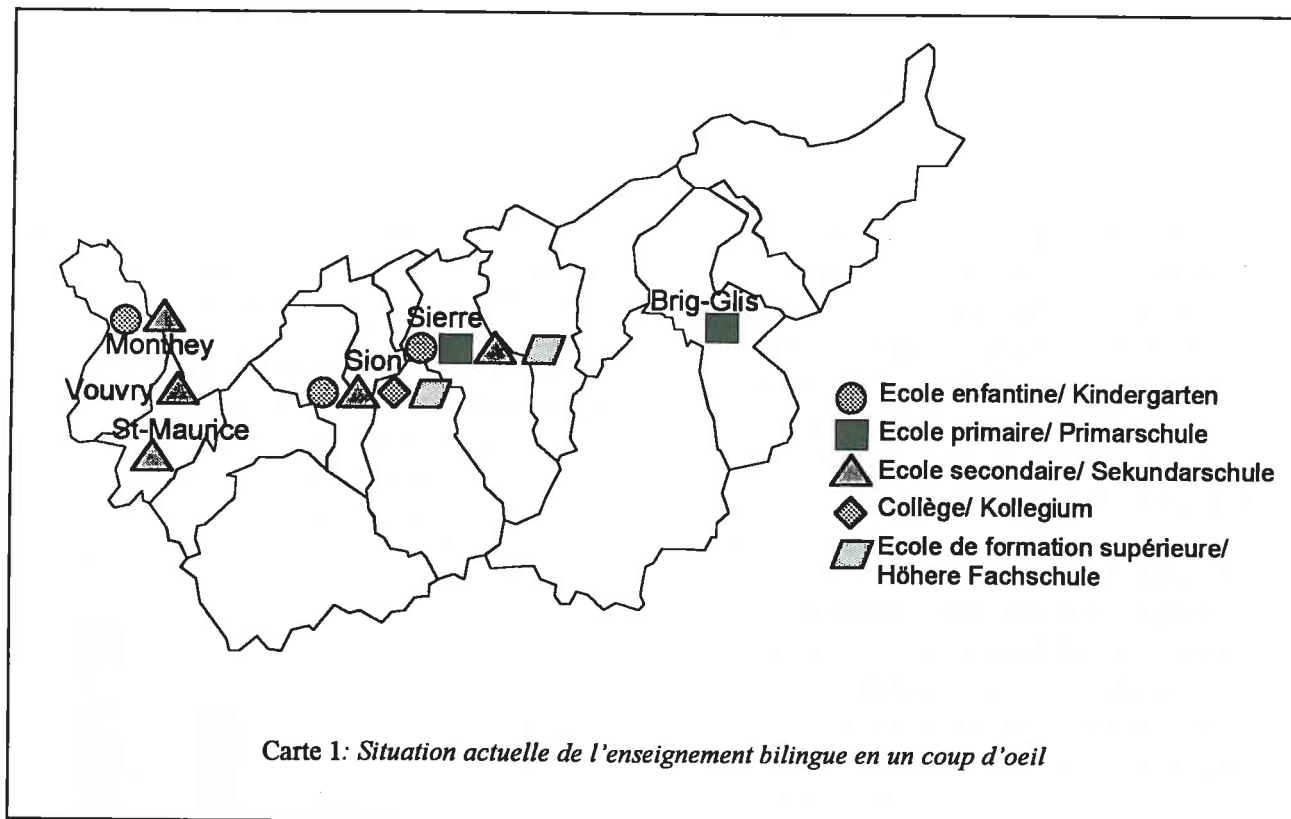 Brig-Glis
Sierre
Monthey
Sion
Vouvry
St-Maurice
Ecole enfantine/ Kindergarten
Ecole primaire/ Primarschule
Ecole secondaire/ Sekundarschule
Collège/ Kollegium
Ecole de formation supérieure/
Höhere Fachschule
Carte 1: Situation actuelle de l'enseignement bilingue en un coup d'oeil